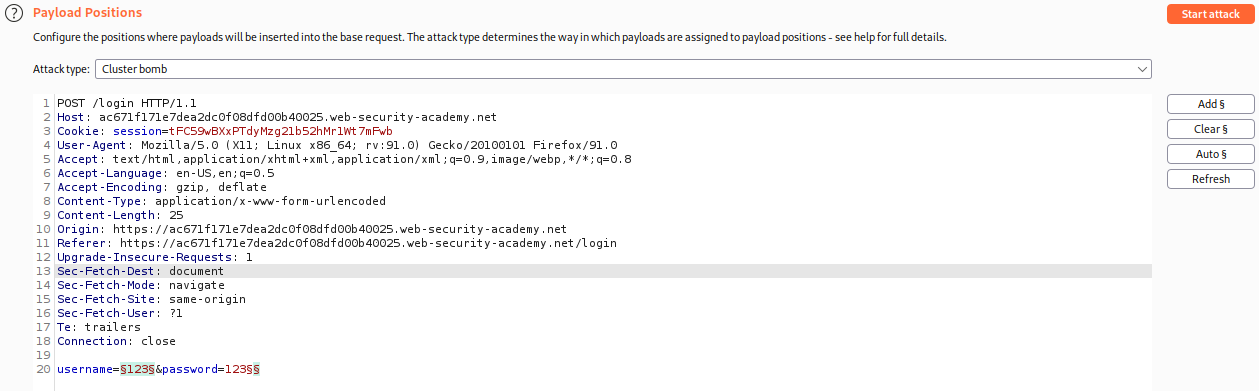 ? Payload Positions
Start attack
Configure the positions where payloads will be inserted into the base request. The attack type determines the way in which payloads are assigned to payload positions - see help for full details.
Attack type: Cluster bomb
Add §
Clear §
Auto §
Refresh
1 POST /login HTTP/1.1
2 Host: ac671f171e7dea2dc0f08dfd00b40025.web-security-academy.net
3 Cookie: session=tFC59wBXxPTdyMzg21b52hMr1Wt7mFwb
4 User-Agent: Mozilla/5.0 (X11; Linux x86_64; rv:91.0) Gecko/20100101 Firefox/91.0
5 Accept: text/html,application/xhtml+xml,application/xml;q=0.9,image/webp,*/*;q=0.8
6 Accept-Language: en-US,en;q=0.5
7 Accept-Encoding: gzip, deflate
8 Content-Type: application/x-www-form-urlencoded
9 Content-Length: 25
10 Origin: https://ac671f171e7dea2dc0f08dfd00b40025.web-security-academy.net
11 Referer: https://ac671f171e7dea2dc0f08dfd00b40025.web-security-academy.net/login
12 Upgrade-Insecure-Requests: 1
13 Sec-Fetch-Dest: document
14 Sec-Fetch-Mode: navigate
15 Sec-Fetch-Site: same-origin
16 Sec-Fetch-User: ?1
17 Te: trailers
18 Connection: close
19
20 username=§123§&password=123§§